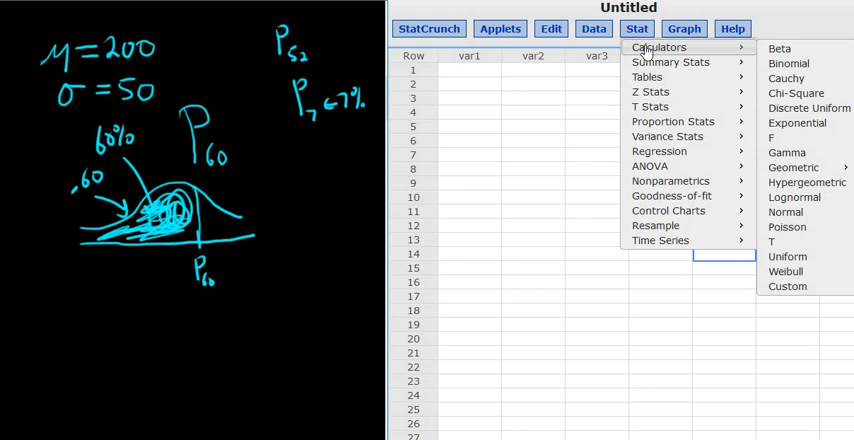 μ = 200
σ = 50
P52
P7 ← 7%
P60
60%
.60
P60
Untitled
StatCrunch Applets Edit Data Stat Graph Help
Row var1 var2 var3
Calculators
Summary Stats
Tables
Z Stats
T Stats
Proportion Stats
Variance Stats
Regression
ANOVA
Nonparametrics
Goodness-of-fit
Control Charts
Resample
Time Series
Beta
Binomial
Cauchy
Chi-Square
Discrete Uniform
Exponential
F
Gamma
Geometric
Hypergeometric
Lognormal
Normal
Poisson
T
Uniform
Weibull
Custom
1
2
3
4
5
6
7
8
9
10
11
12
13
14
15
16
17
18
19
20
21
22
23
24
25
26
27